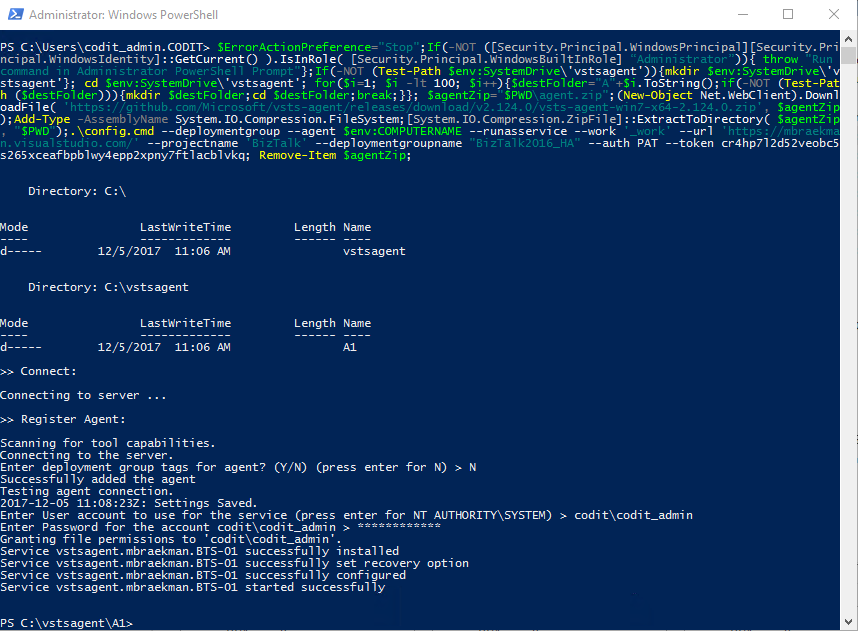 Administrator: Windows PowerShell
PS C:\Users\codit_admin.CODIT> $ErrorActionPreference="Stop";If(-NOT ([Security.Principal.WindowsPrincipal][Security.Pri
ncipal.WindowsIdentity]::GetCurrent() ).IsInRole( [Security.Principal.WindowsBuiltInRole] "Administrator")){ throw "Run
command in Administrator PowerShell Prompt"};If(-NOT (Test-Path $env:SystemDrive\'vstsagent')){mkdir $env:SystemDrive\'v
stsagent'}; cd $env:SystemDrive\'vstsagent'; for($i=1; $i -lt 100; $i++){$destFolder="A"+$i.ToString();if(-NOT (Test-Pat
h ($destFolder))){mkdir $destFolder;cd $destFolder;break;}}; $agentZip="$PWD\agent.zip";(New-Object Net.WebClient).Downl
oadFile( 'https://github.com/Microsoft/vsts-agent/releases/download/v2.124.0/vsts-agent-win7-x64-2.124.0.zip', $agentZip
);Add-Type -AssemblyName System.IO.Compression.FileSystem;[System.IO.Compression.ZipFile]::ExtractToDirectory( $agentZip
, "$PWD");.\config.cmd --deploymentgroup --agent $env:COMPUTERNAME --runasservice --work '_work' --url 'https://mbraekma
n.visualstudio.com/' --projectname 'BizTalk' --deploymentgroupname "BizTalk2016_HA" --auth PAT --token cr4hp7l2d52veobc5
s265xceafbpblwy4epp2xpny7ftlacblvkq; Remove-Item $agentZip;
Directory: C:\
Mode LastWriteTime Length Name
---- ------------- ------ ----
d----- 12/5/2017 11:06 AM vstsagent
Directory: C:\vstsagent
Mode LastWriteTime Length Name
---- ------------- ------ ----
d----- 12/5/2017 11:06 AM A1
>> Connect:
Connecting to server ...
>> Register Agent:
Scanning for tool capabilities.
Connecting to the server.
Enter deployment group tags for agent? (Y/N) (press enter for N) > N
Successfully added the agent
Testing agent connection.
2017-12-05 11:08:23Z: Settings Saved.
Enter User account to use for the service (press enter for NT AUTHORITY\SYSTEM) > codit\codit_admin
Enter Password for the account codit\codit_admin > ************
Granting file permissions to 'codit\codit_admin'.
Service vstsagent.mbraekman.BTS-01 successfully installed
Service vstsagent.mbraekman.BTS-01 successfully set recovery option
Service vstsagent.mbraekman.BTS-01 successfully configured
Service vstsagent.mbraekman.BTS-01 started successfully
PS C:\vstsagent\A1>